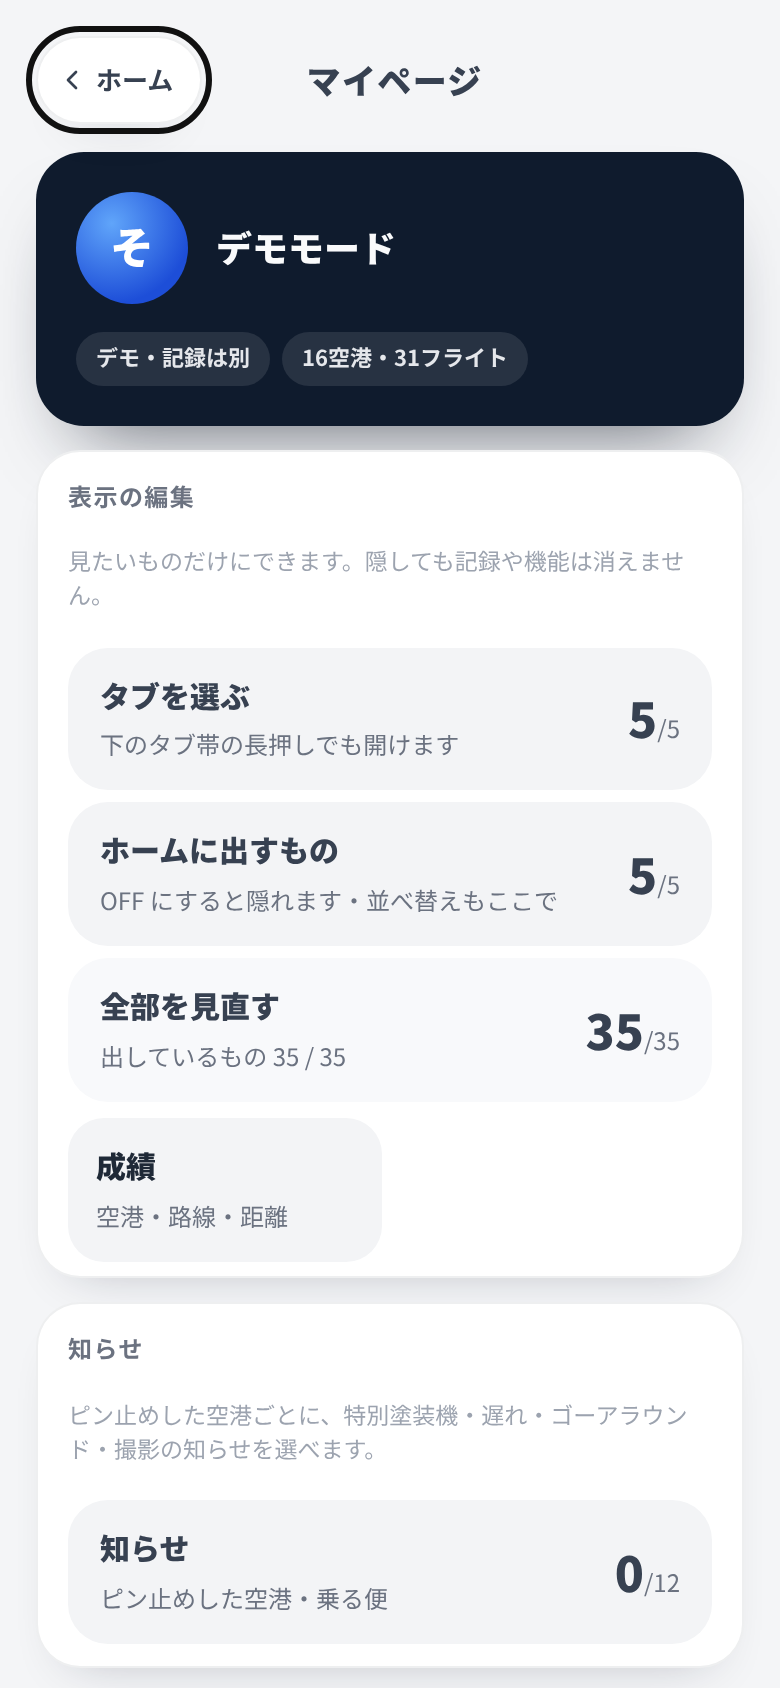 ホーム
マイページ
そ
デモモード
デモ・記録は別
16空港・31フライト
表示の編集
見たいものだけにできます。隠しても記録や機能は消えませ
ん。
タブを選ぶ
下のタブ帯の長押しでも開けます
5/5
ホームに出すもの
OFF にすると隠れます・並べ替えもここで
5/5
全部を見直す
出しているもの 35 / 35
35/35
成績
空港・路線・距離
知らせ
ピン止めした空港ごとに、特別塗装機・遅れ・ゴーアラウン
ド・撮影の知らせを選べます。
知らせ
ピン止めした空港・乗る便
0/12